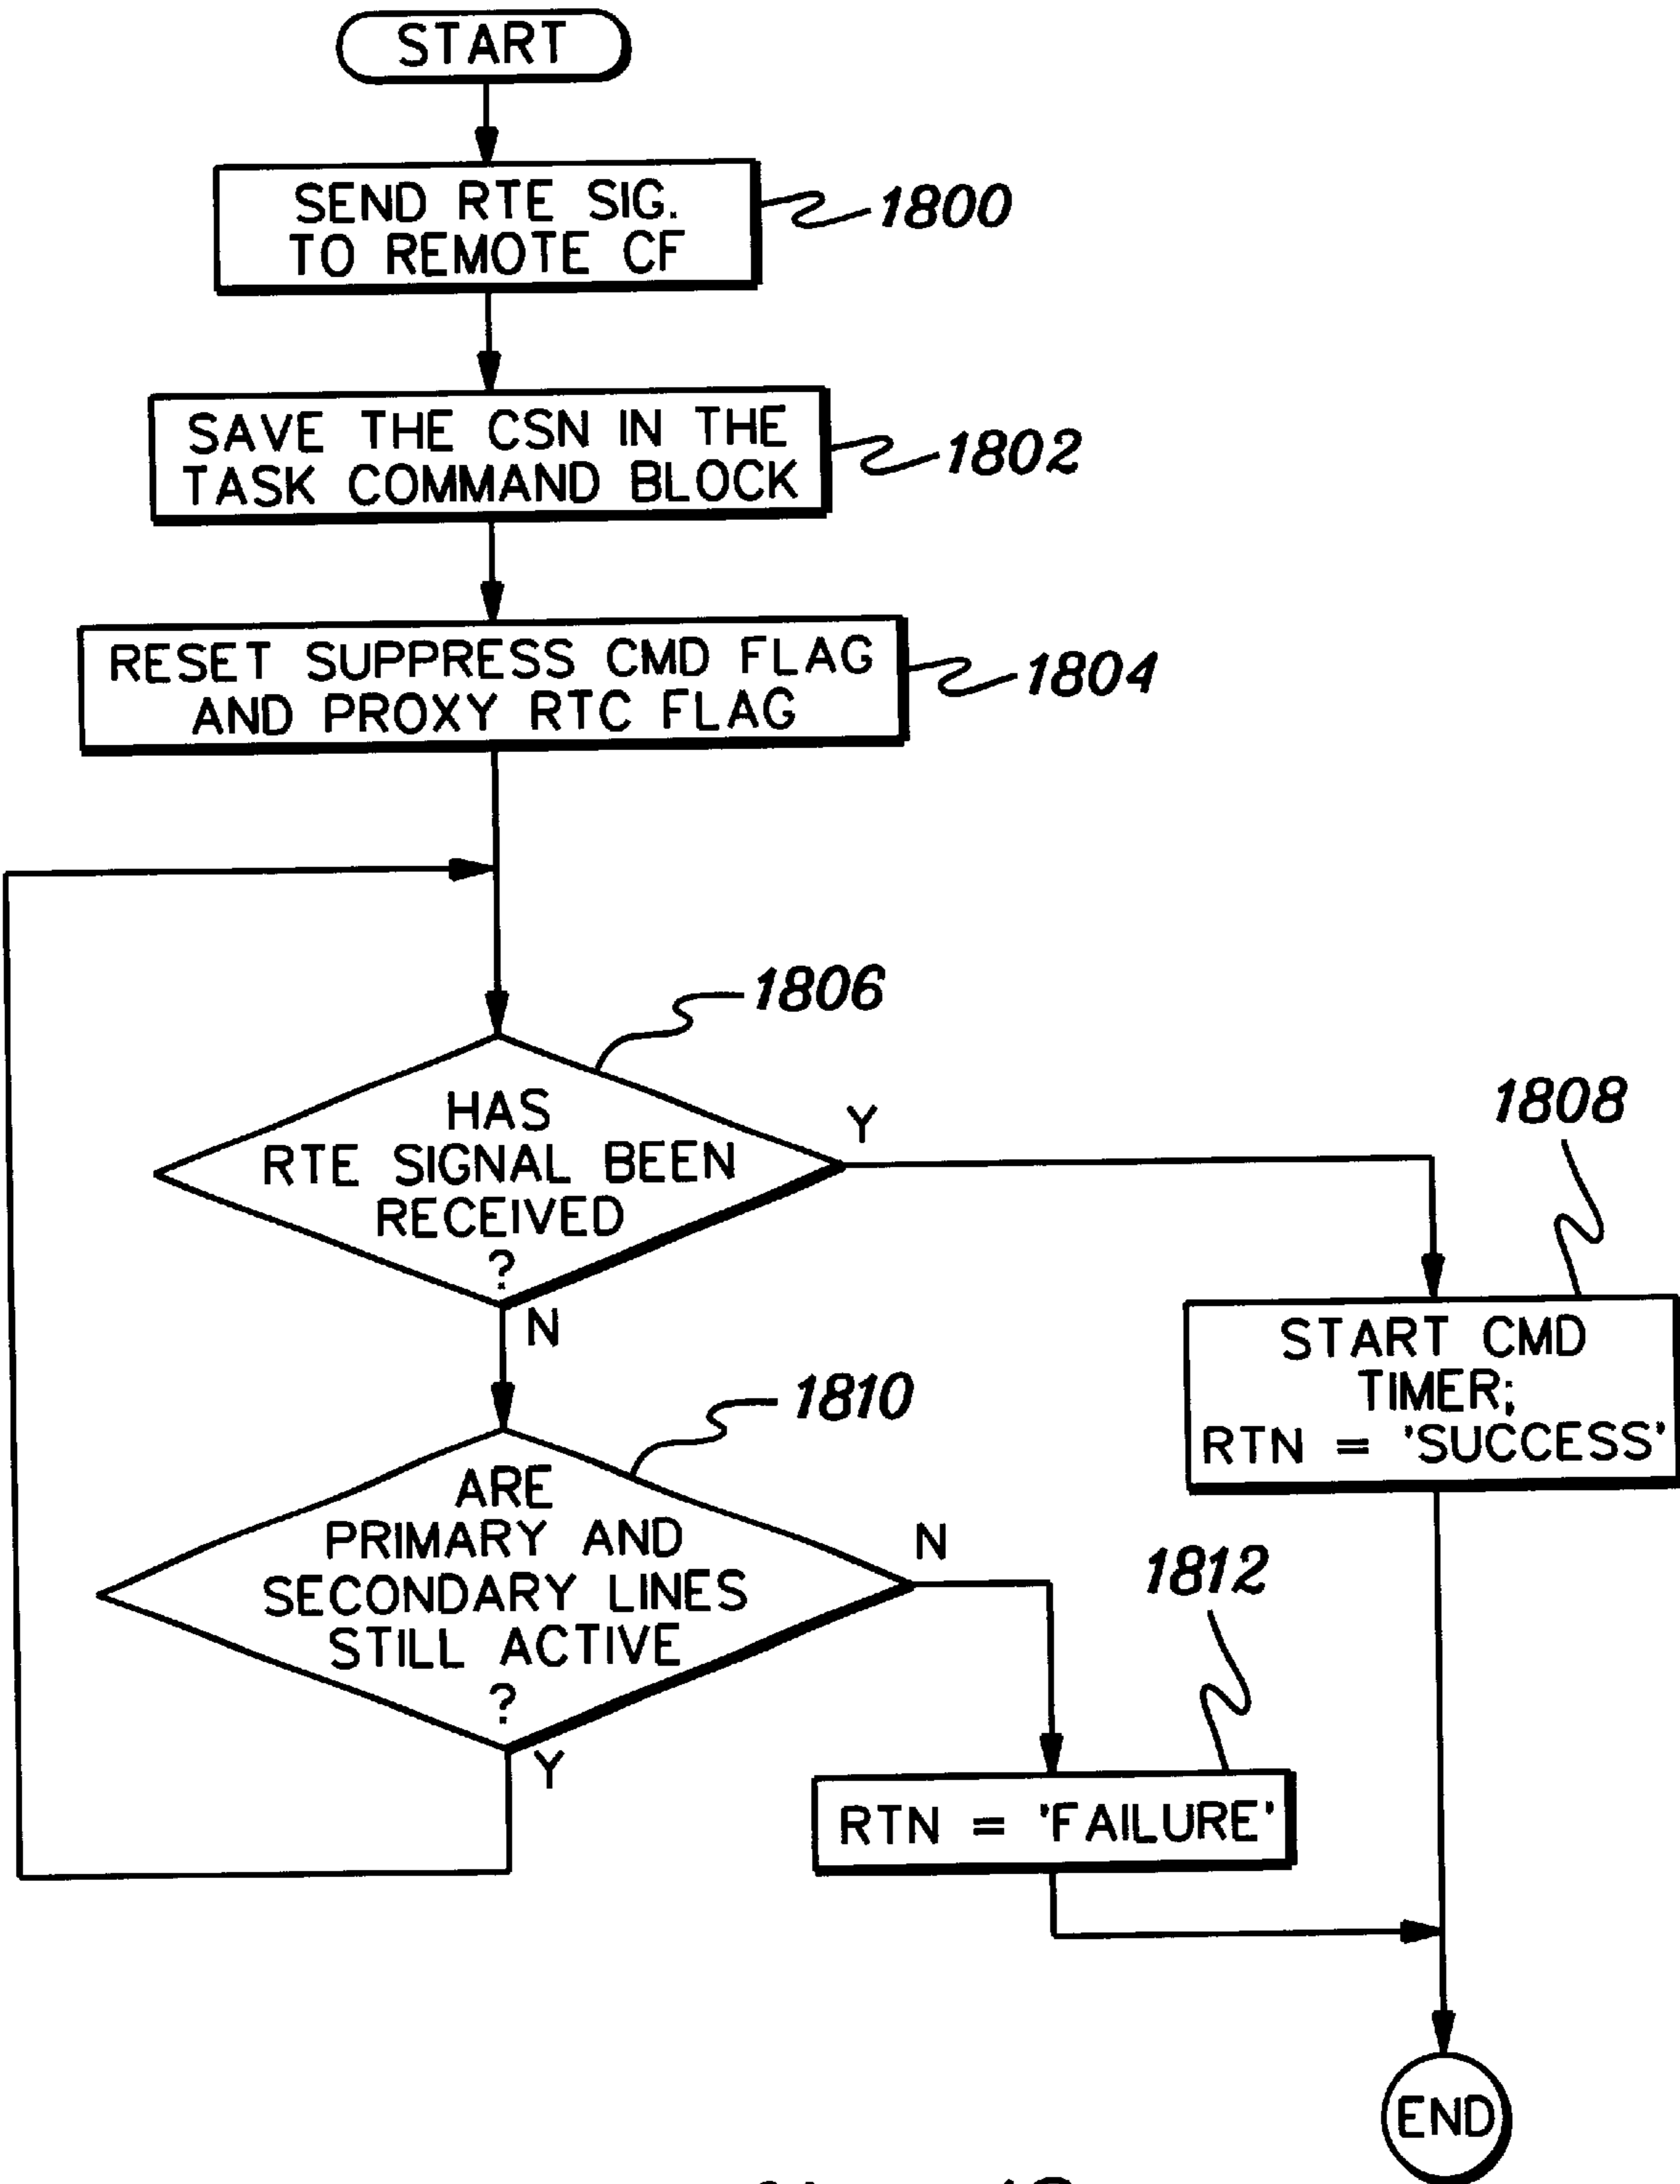 START
SEND RTE SIG.
TO REMOTE CF
1800
SAVE THE CSN IN THE
TASK COMMAND BLOCK
1802
RESET SUPPRESS CMD FLAG
AND PROXY RTC FLAG
1804
1806
HAS
RTE SIGNAL BEEN
RECEIVED
?
Y
N
1808
START CMD
TIMER;
RTN = 'SUCCESS'
1810
ARE
PRIMARY AND
SECONDARY LINES
STILL ACTIVE
?
N
Y
1812
RTN = 'FAILURE'
END